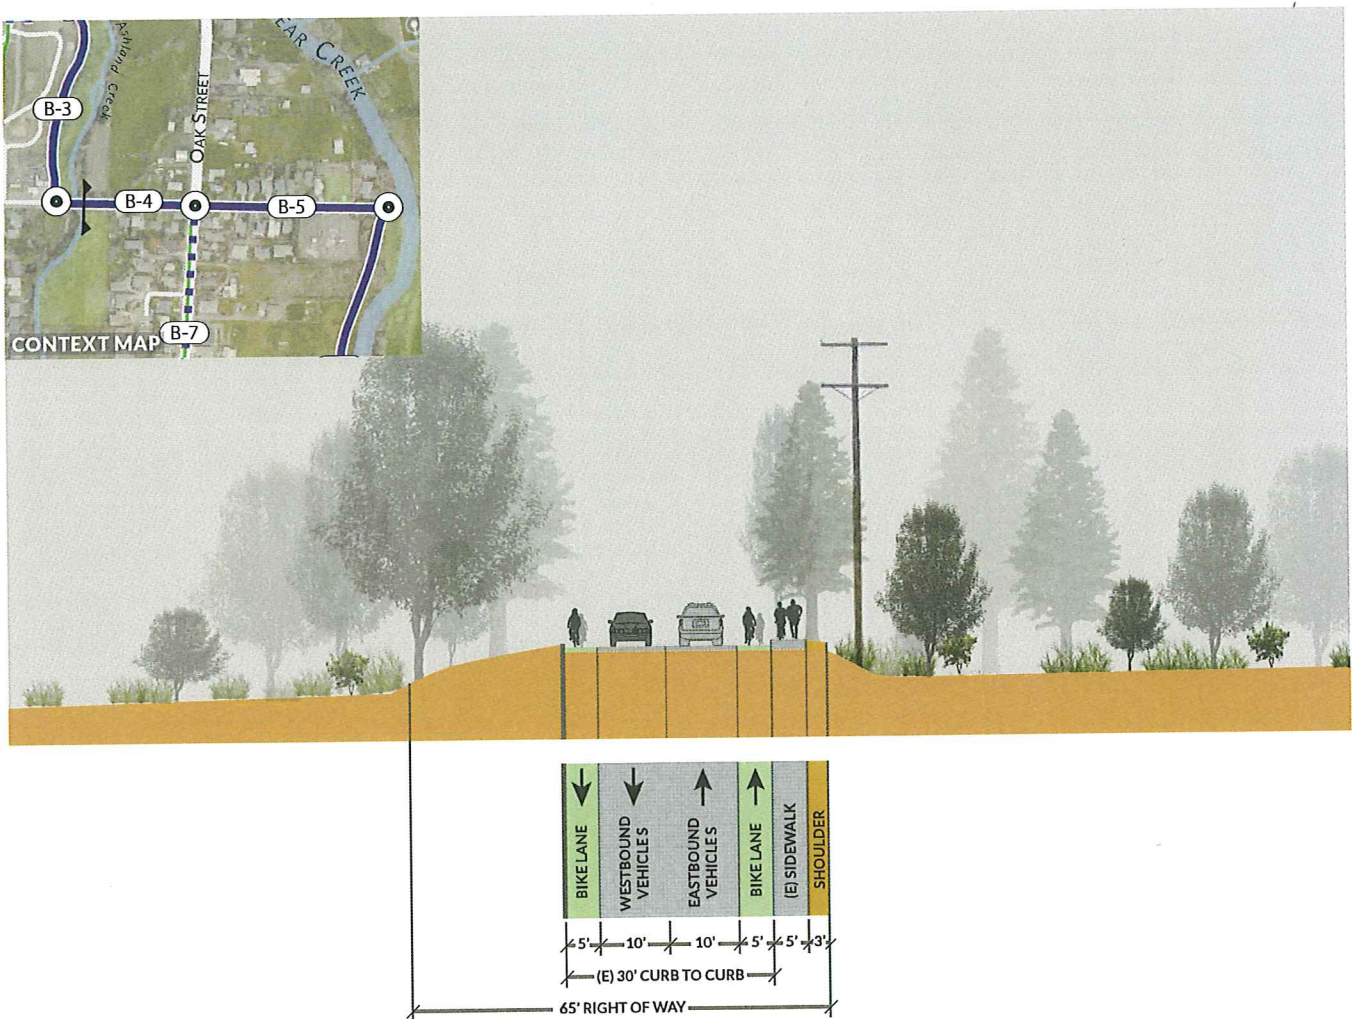 Ashland Creek
EAR CREEK
OAK STREET
B-3
B-4
B-5
B-7
CONTEXT MAP
BIKE LANE
WESTBOUND
VEHICLES
EASTBOUND
VEHICLES
BIKE LANE
(E) SIDEWALK
SHOULDER
5' 10' 10' 5' 5' 3'
(E) 30' CURB TO CURB
65' RIGHT OF WAY